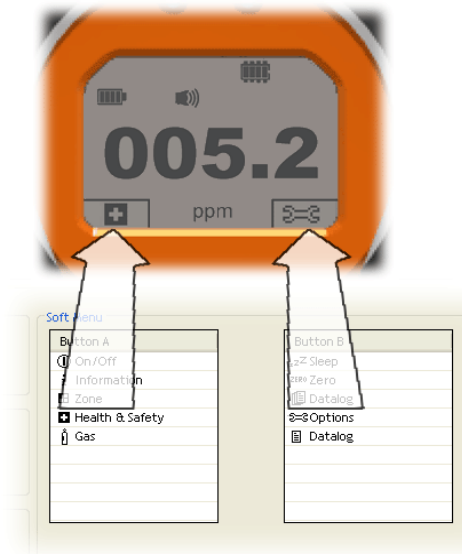 005.2
ppm
Soft Menu
Button A
Button B
On/Off
Information
Zone
Health & Safety
Gas
zzZ Sleep
ZERO Zero
Datalog
Options
Datalog